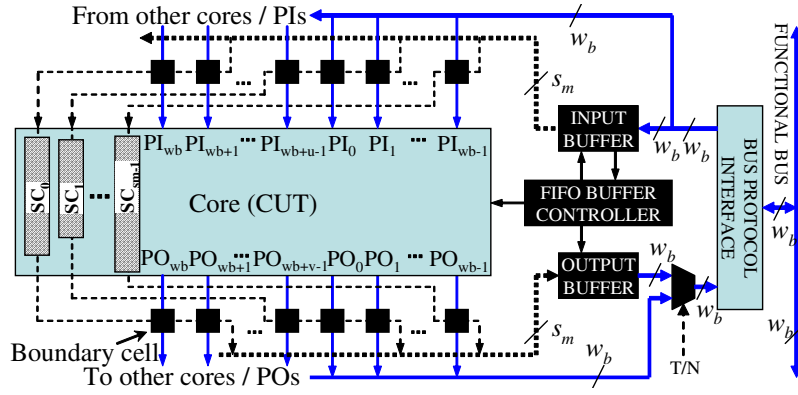 From other cores / PIs
w_b
s_m
FUNCTIONAL BUS
INPUT
BUFFER
w_b w_b
BUS PROTOCOL
INTERFACE
w_b
PI_wb PI_wb+1 ... PI_wb+u-1 PI_0 PI_1 ... PI_wb-1
SC_0 SC_1 ... SC_sm-1
Core (CUT)
FIFO BUFFER
CONTROLLER
PO_wb PO_wb+1 ... PO_wb+v-1 PO_0 PO_1 ... PO_wb-1
OUTPUT
BUFFER
w_b
w_b
w_b
s_m
T/N
Boundary cell
To other cores / POs
w_b